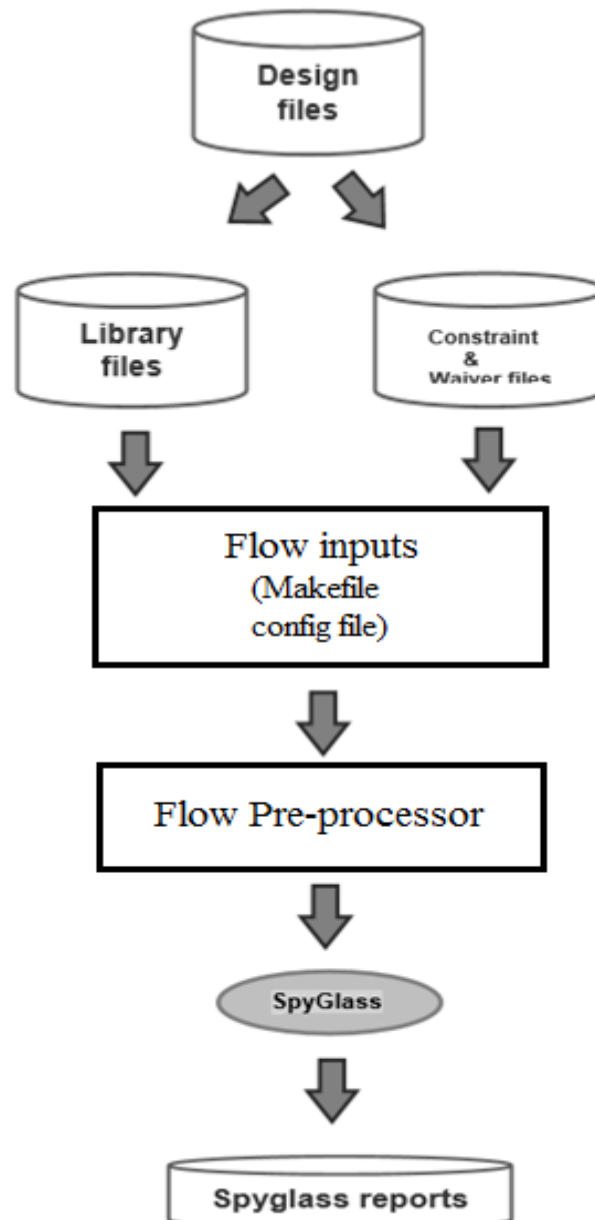 Design
files
Library
files
Constraint
&
Waiver files
Flow inputs
(Makefile
config file)
Flow Pre-processor
SpyGlass
Spyglass reports